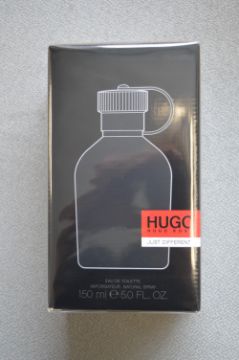 HUGO
HUGO BOSS
JUST DIFFERENT
EAU DE TOILETTE
VAPORISATEUR NATURAL SPRAY
150 ml ℮ 5.0 FL. OZ.